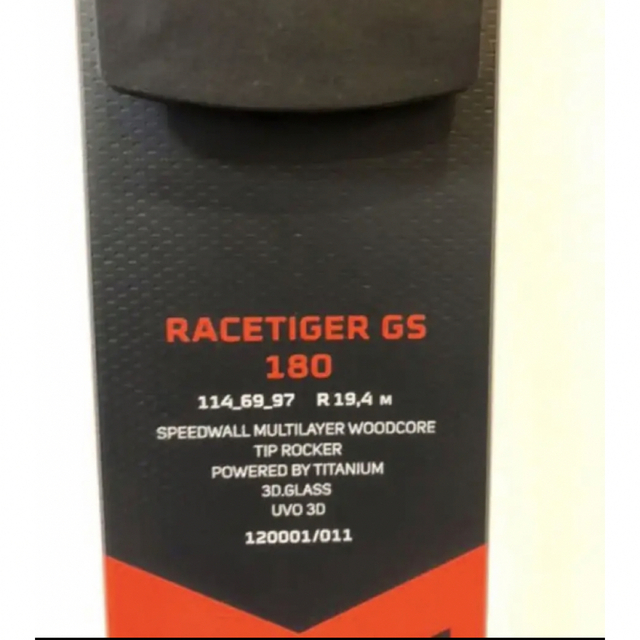 RACETIGER GS
180
114_69_97 R 19,4 M
SPEEDWALL MULTILAYER WOODCORE
TIP ROCKER
POWERED BY TITANIUM
3D.GLASS
UVO 3D
120001/011